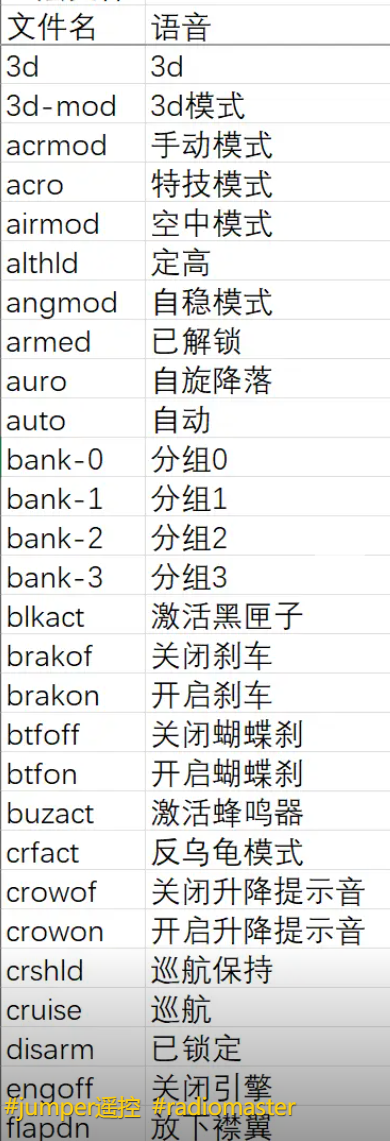 文件名 语音
3d 3d
3d-mod 3d模式
acrmod 手动模式
acro 特技模式
airmod 空中模式
althld 定高
angmod 自稳模式
armed 已解锁
auro 自旋降落
auto 自动
bank-0 分组0
bank-1 分组1
bank-2 分组2
bank-3 分组3
blkact 激活黑匣子
brakof 关闭刹车
brakon 开启刹车
btfoff 关闭蝴蝶刹
btfon 开启蝴蝶刹
buzact 激活蜂鸣器
crfact 反乌龟模式
crowof 关闭升降提示音
crowon 开启升降提示音
crshld 巡航保持
cruise 巡航
disarm 已锁定
engoff 关闭引擎
#jumper遥控 #radiomaster
flapdn 放下襟翼